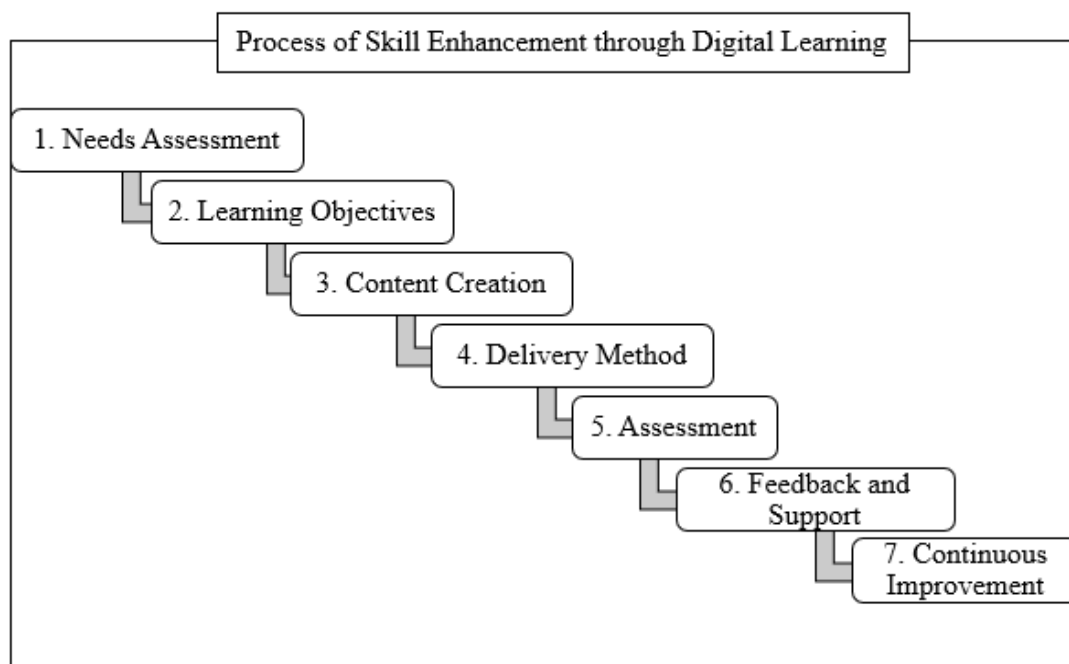 Process of Skill Enhancement through Digital Learning
1. Needs Assessment
2. Learning Objectives
3. Content Creation
4. Delivery Method
5. Assessment
6. Feedback and
Support
7. Continuous
Improvement